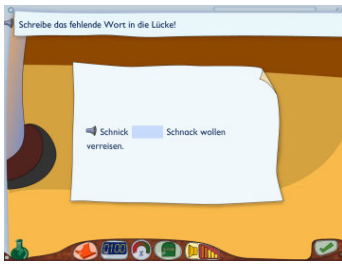 Schreibe das fehlende Wort in die Lücke!
Schnick Schnack wollen
verreisen.